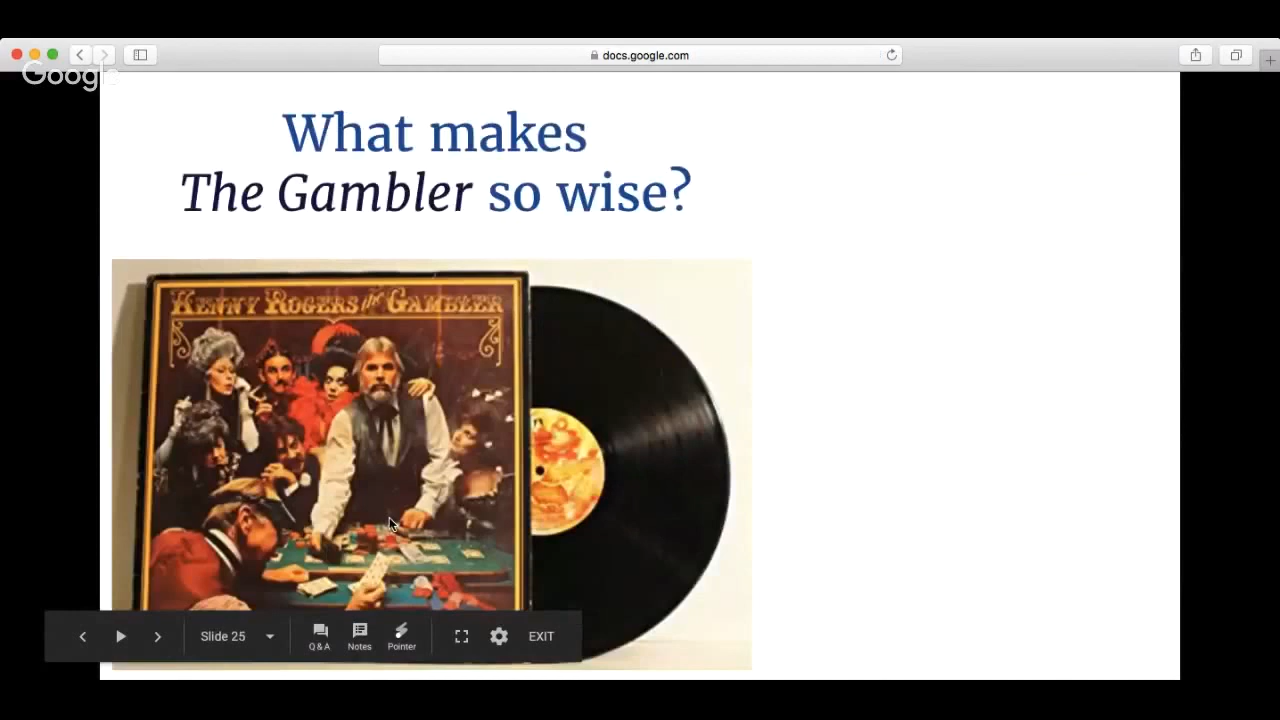 docs.google.com
Google
What makes
The Gambler so wise?
KENNY ROGERS the GAMBLER
Slide 25
Q & A
Notes
Pointer
EXIT